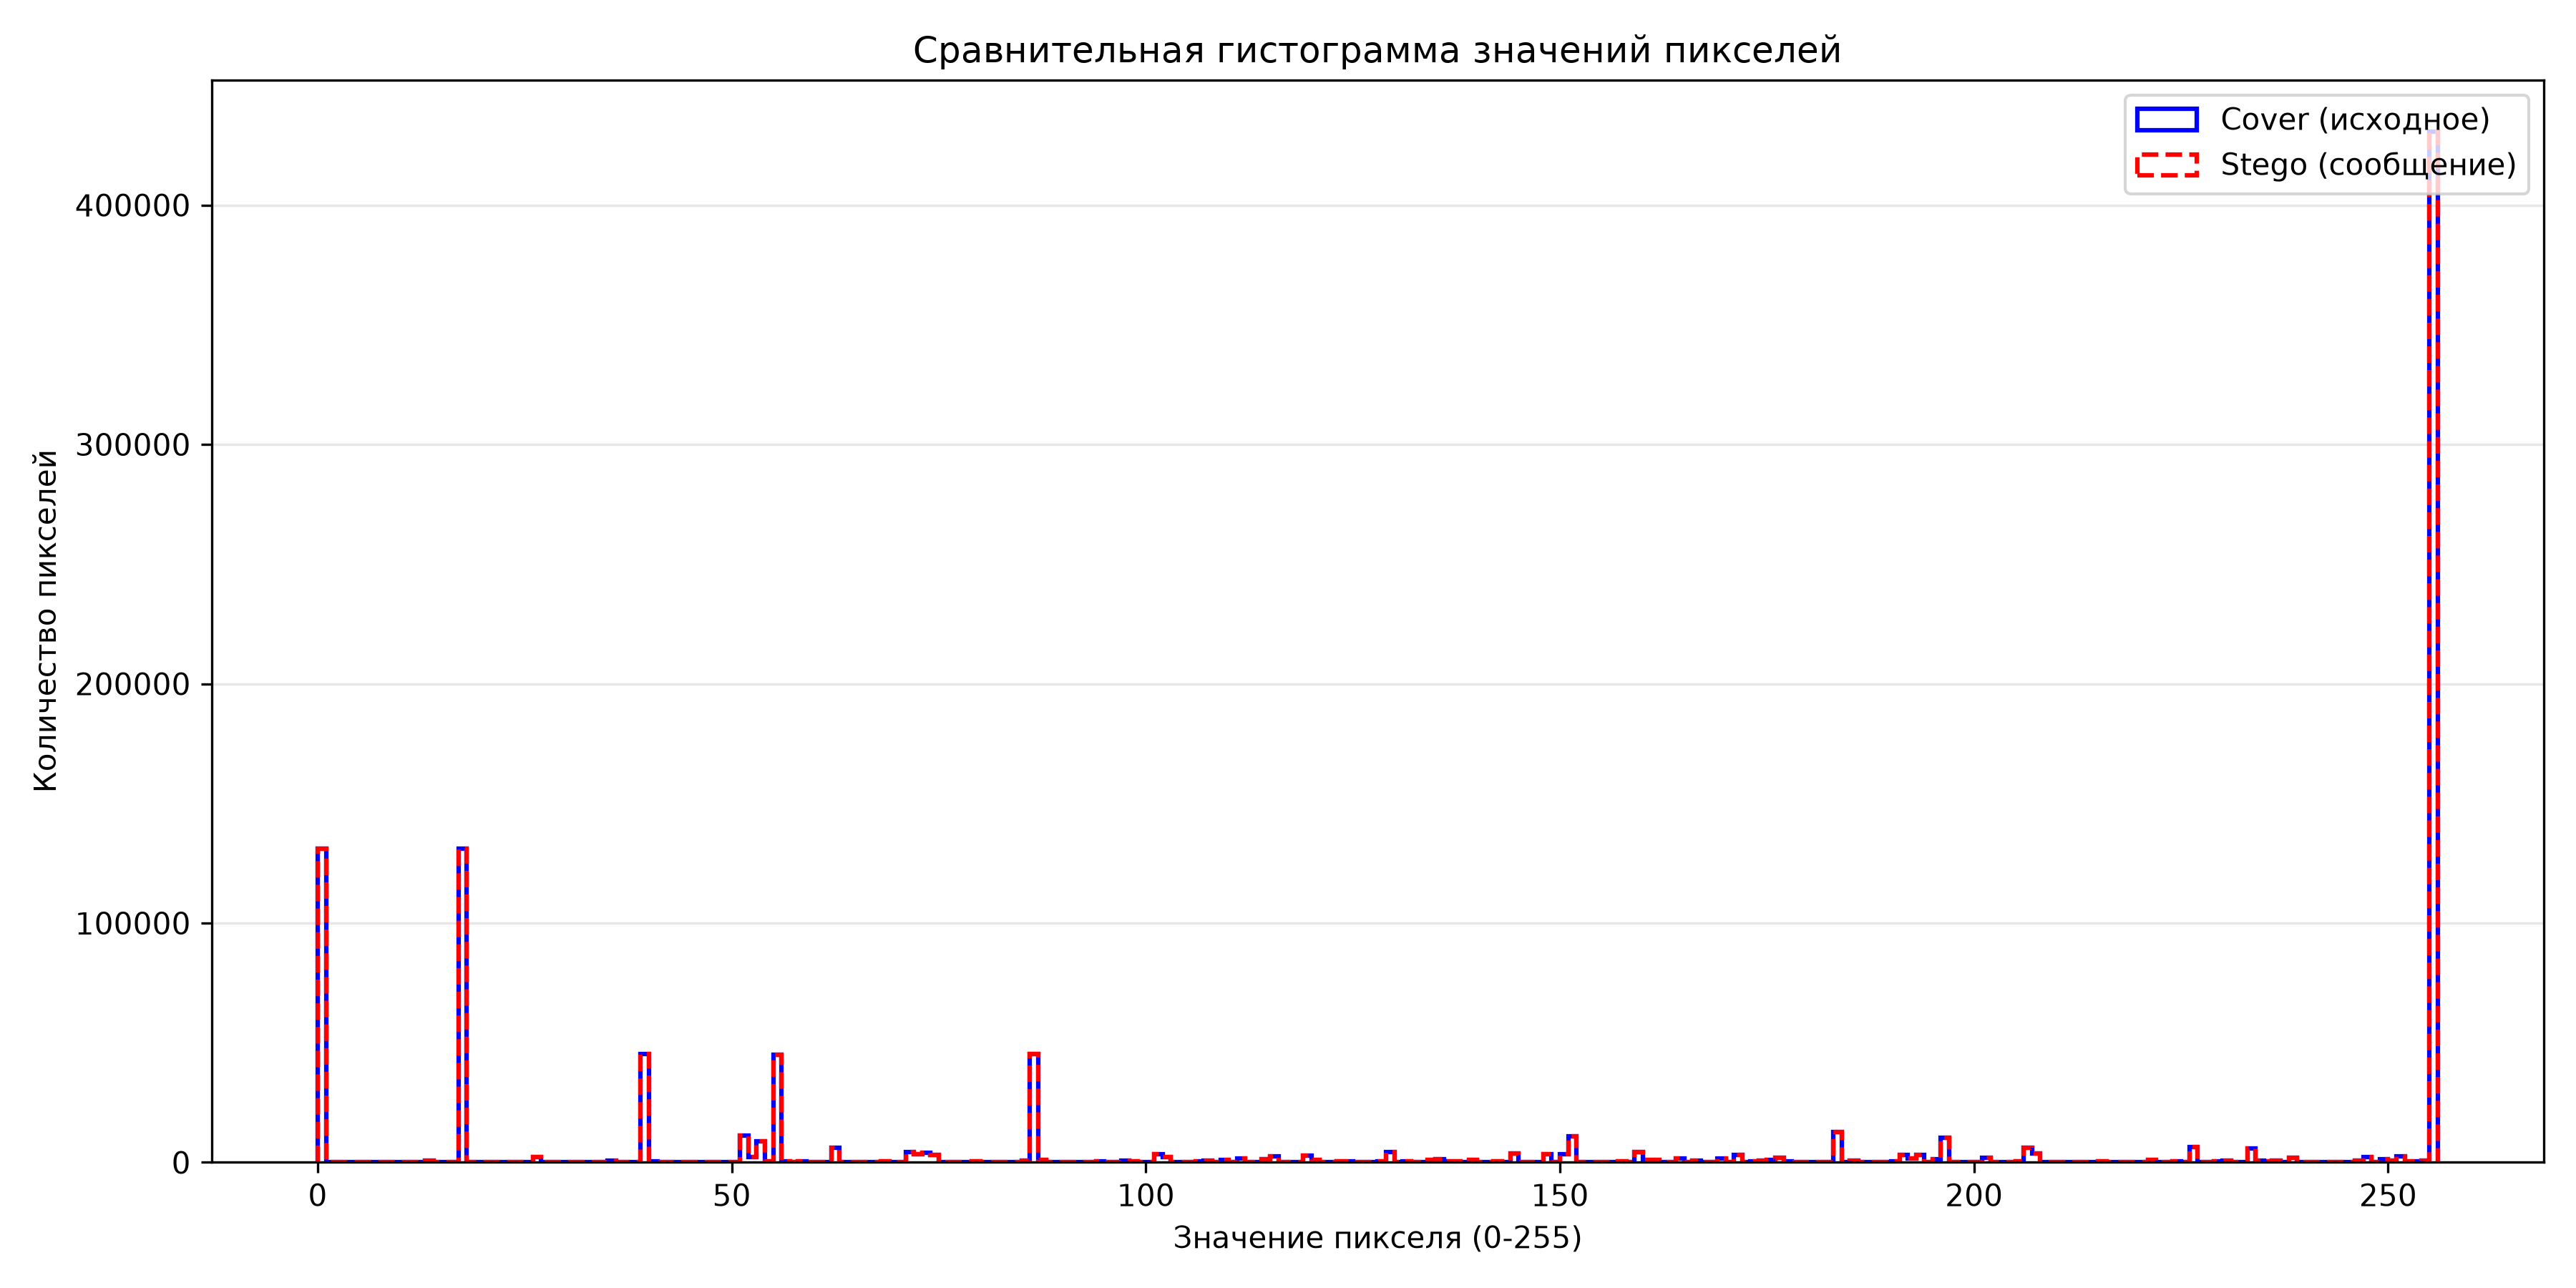 Сравнительная гистограмма значений пикселей
Cover (исходное)
Stego (сообщение)
Количество пикселей
400000
300000
200000
100000
0
0 50 100 150 200 250
Значение пикселя (0-255)